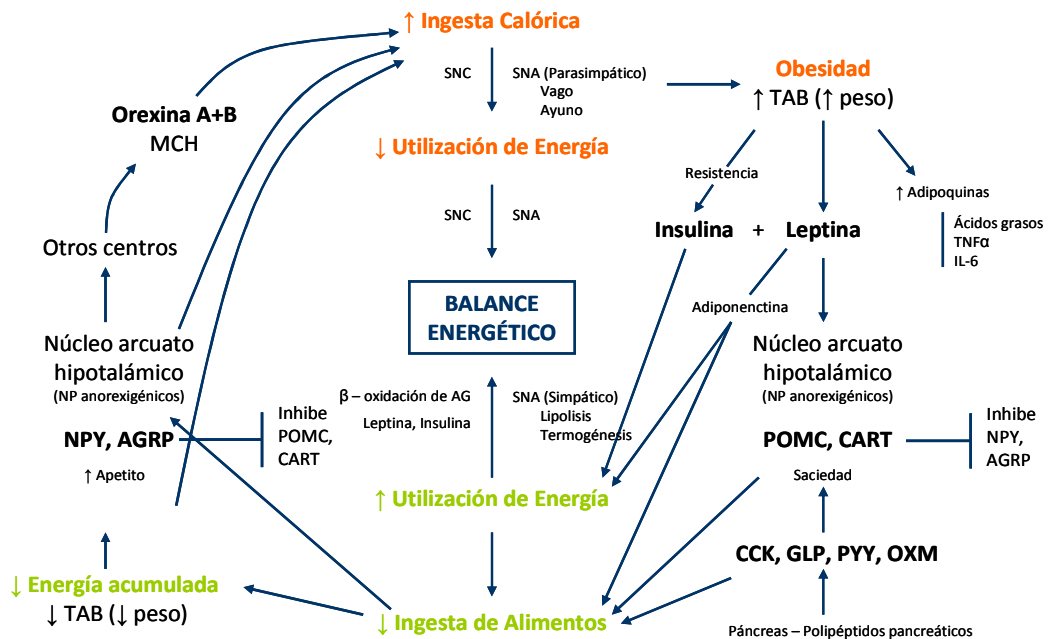 ↑ Ingesta Calórica
SNC
SNA (Parasimpático)
Vago
Ayuno
Obesidad
↑ TAB (↑ peso)
Orexina A+B
MCH
↓ Utilización de Energía
Resistencia
↑ Adipoquinas
Ácidos grasos
TNFα
IL-6
SNC
SNA
Insulina + Leptina
Otros centros
BALANCE
ENERGÉTICO
Adiponenctina
Núcleo arcuato
hipotalámico
(NP anorexigénicos)
Núcleo arcuato
hipotalámico
(NP anorexigénicos)
β – oxidación de AG
Leptina, Insulina
SNA (Simpático)
Lipolisis
Termogénesis
NPY, AGRP
↑ Apetito
Inhibe
POMC,
CART
POMC, CART
Saciedad
Inhibe
NPY,
AGRP
↑ Utilización de Energía
CCK, GLP, PYY, OXM
↓ Energía acumulada
↓ TAB (↓ peso)
↓ Ingesta de Alimentos
Páncreas – Polipéptidos pancreáticos